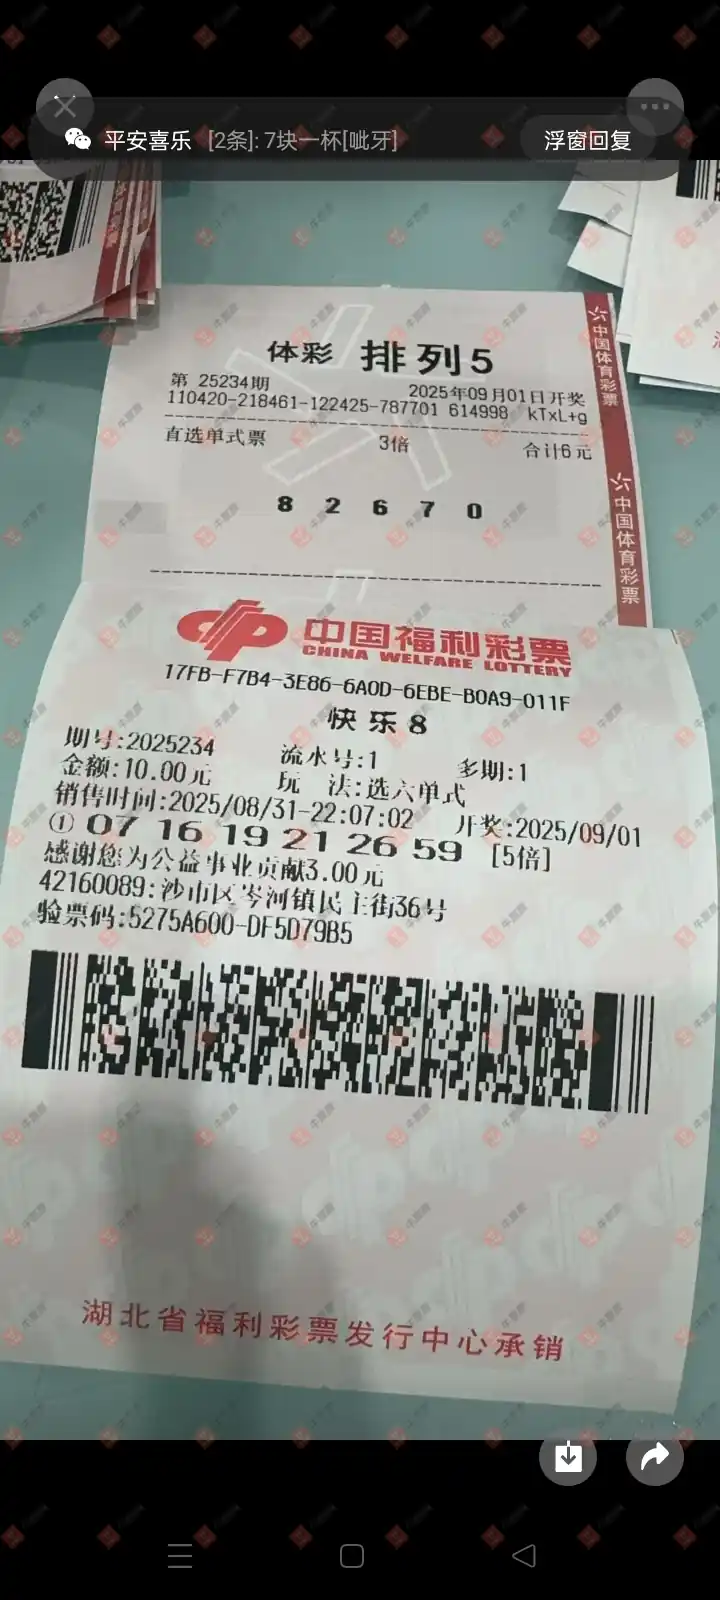 平安喜乐 [2条]: 7块一杯[呲牙]
浮窗回复
体彩 排列5
第 25234期 2025年09月01日开奖
110420-218461-122425-787701 614998 kTxL+g
直选单式票 3倍 合计6元
8 2 6 7 0
中国体育彩票
中国体育彩票
中国福利彩票
CHINA WELFARE LOTTERY
17FB-F7B4-3E86-6A0D-6EBE-B0A9-011F
快乐8
期号:2025234 流水号:1 多期:1
金额:10.00元 玩 法:选六单式
销售时间:2025/08/31-22:07:02 开奖:2025/09/01
① 07 16 19 21 26 59 [5倍]
感谢您为公益事业贡献3.00元
42160089:沙市区岑河镇民主街36号
验票码:5275A600-DF5D79B5
湖北省福利彩票发行中心承销